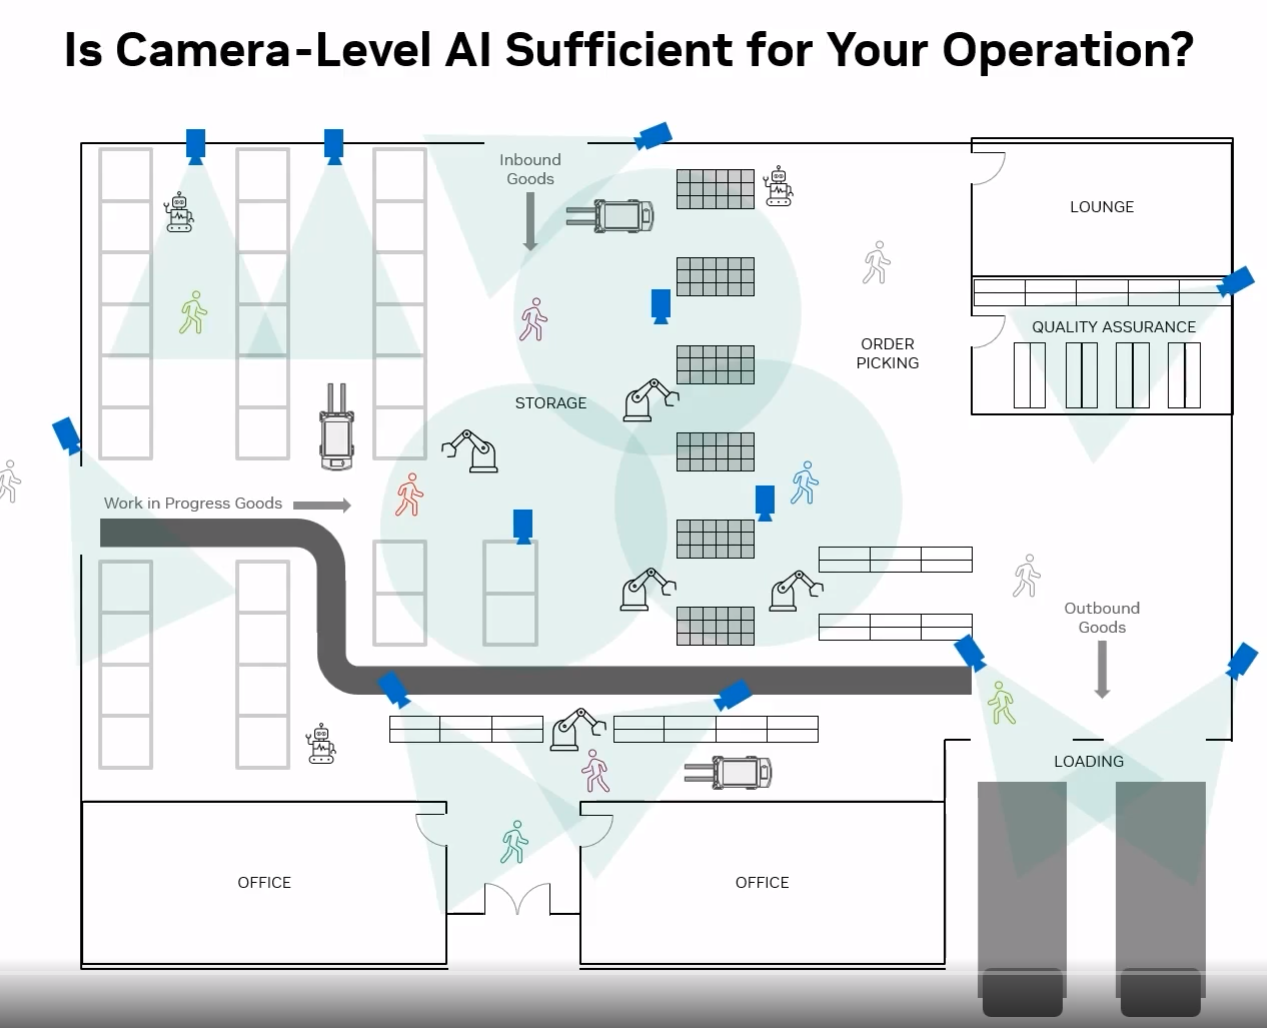 Is Camera-Level AI Sufficient for Your Operation?
Inbound
Goods
LOUNGE
QUALITY ASSURANCE
ORDER
PICKING
STORAGE
Work in Progress Goods
Outbound
Goods
LOADING
OFFICE
OFFICE